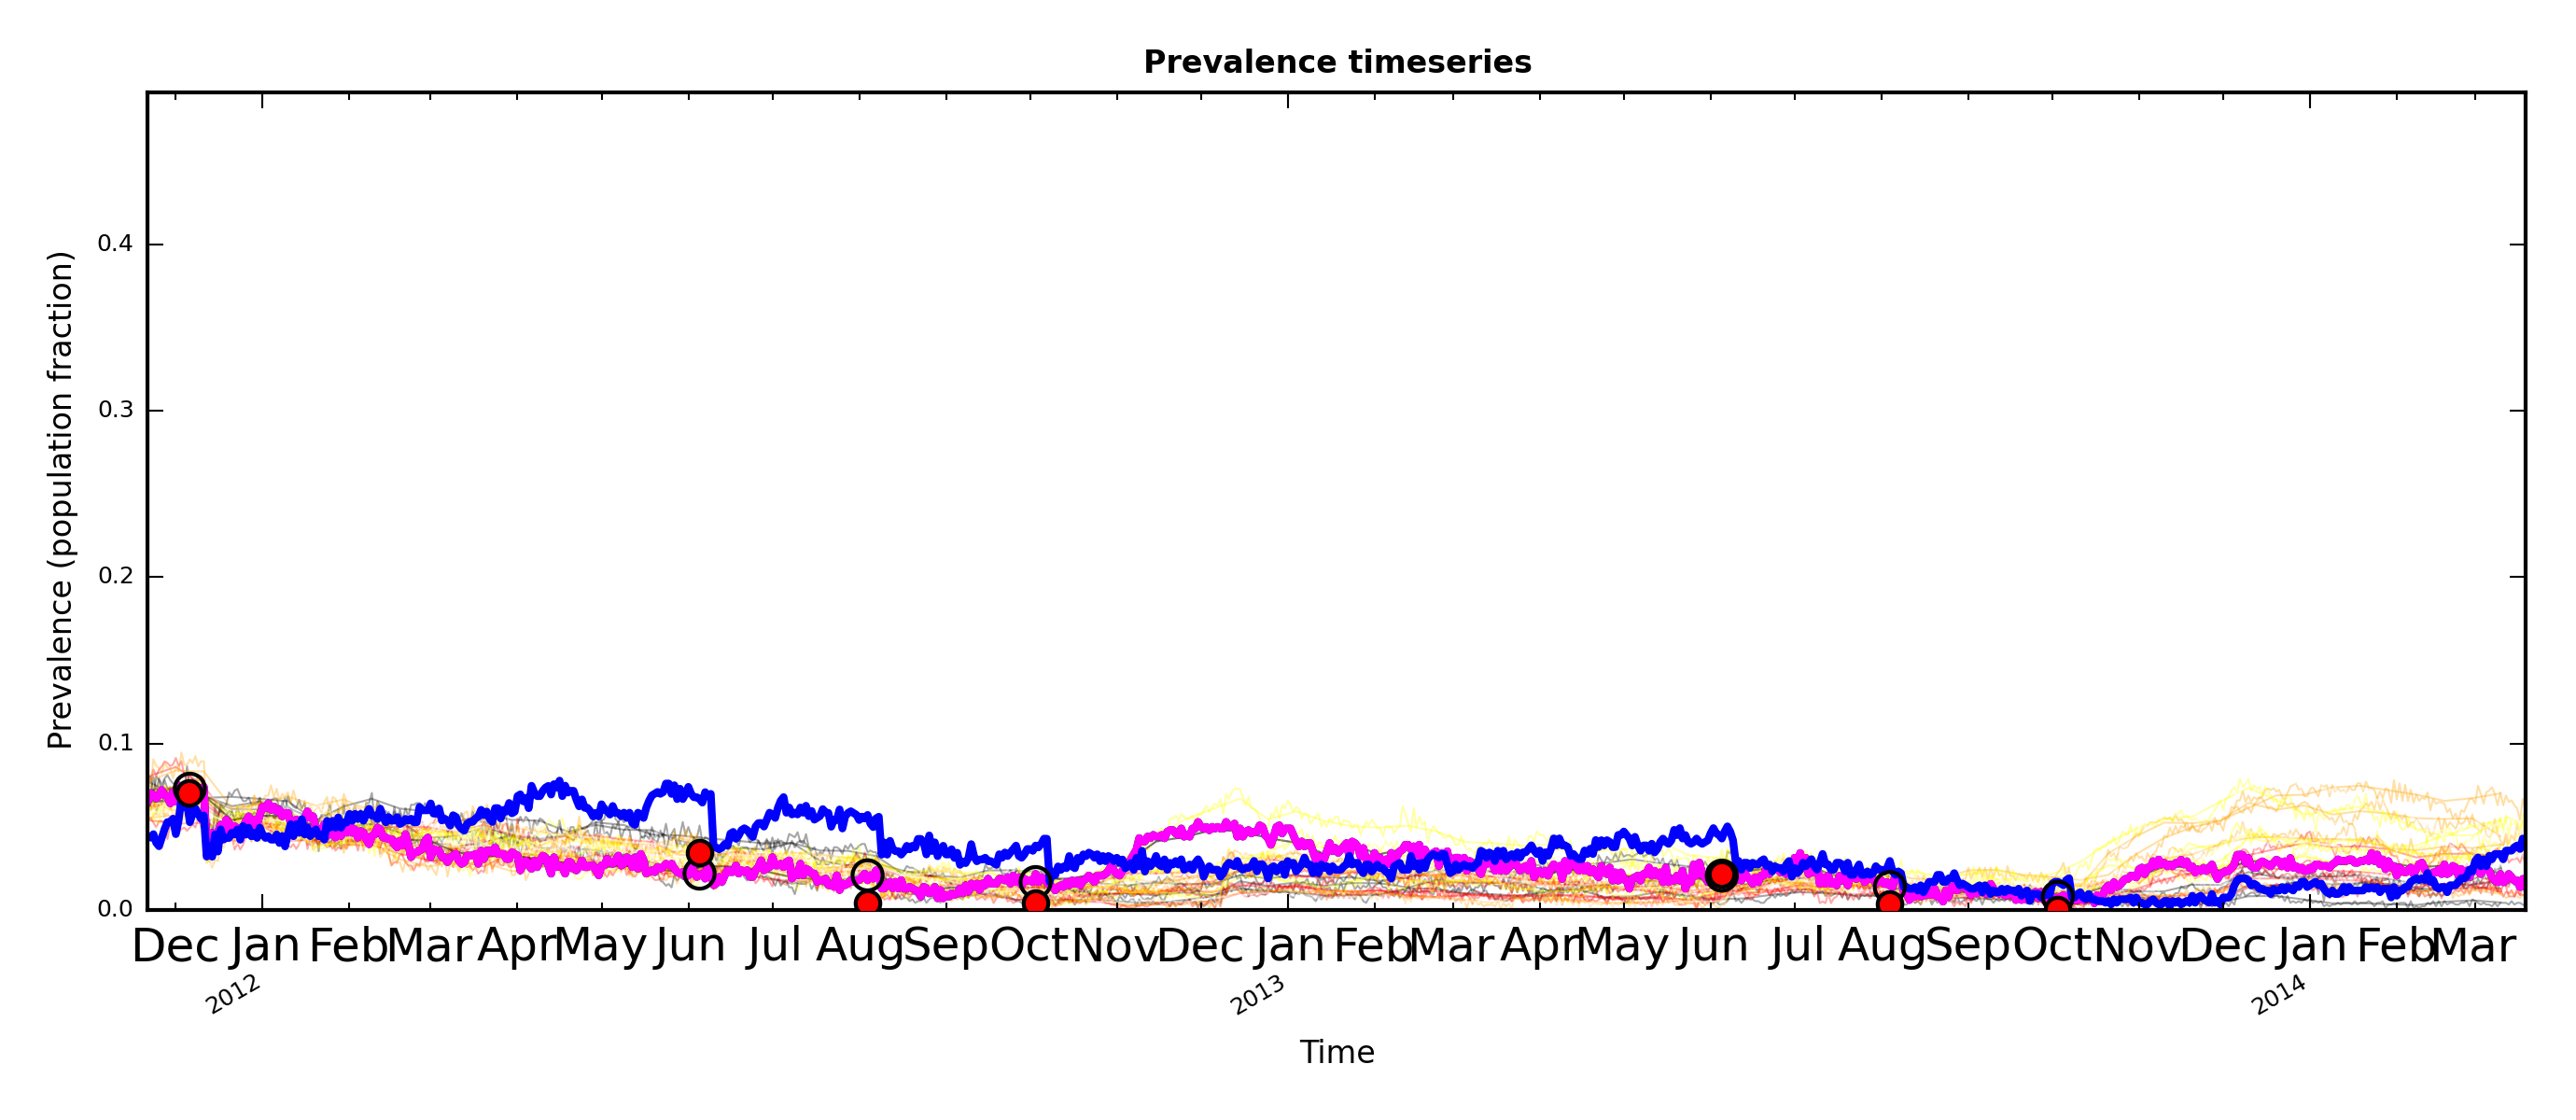 Prevalence timeseries
Prevalence (population fraction)
0.4
0.3
0.2
0.1
0.0
Dec Jan Feb Mar Apr May Jun Jul Aug Sep Oct Nov Dec Jan Feb Mar Apr May Jun Jul Aug Sep Oct Nov Dec Jan Feb Mar
2012 2013 2014
Time